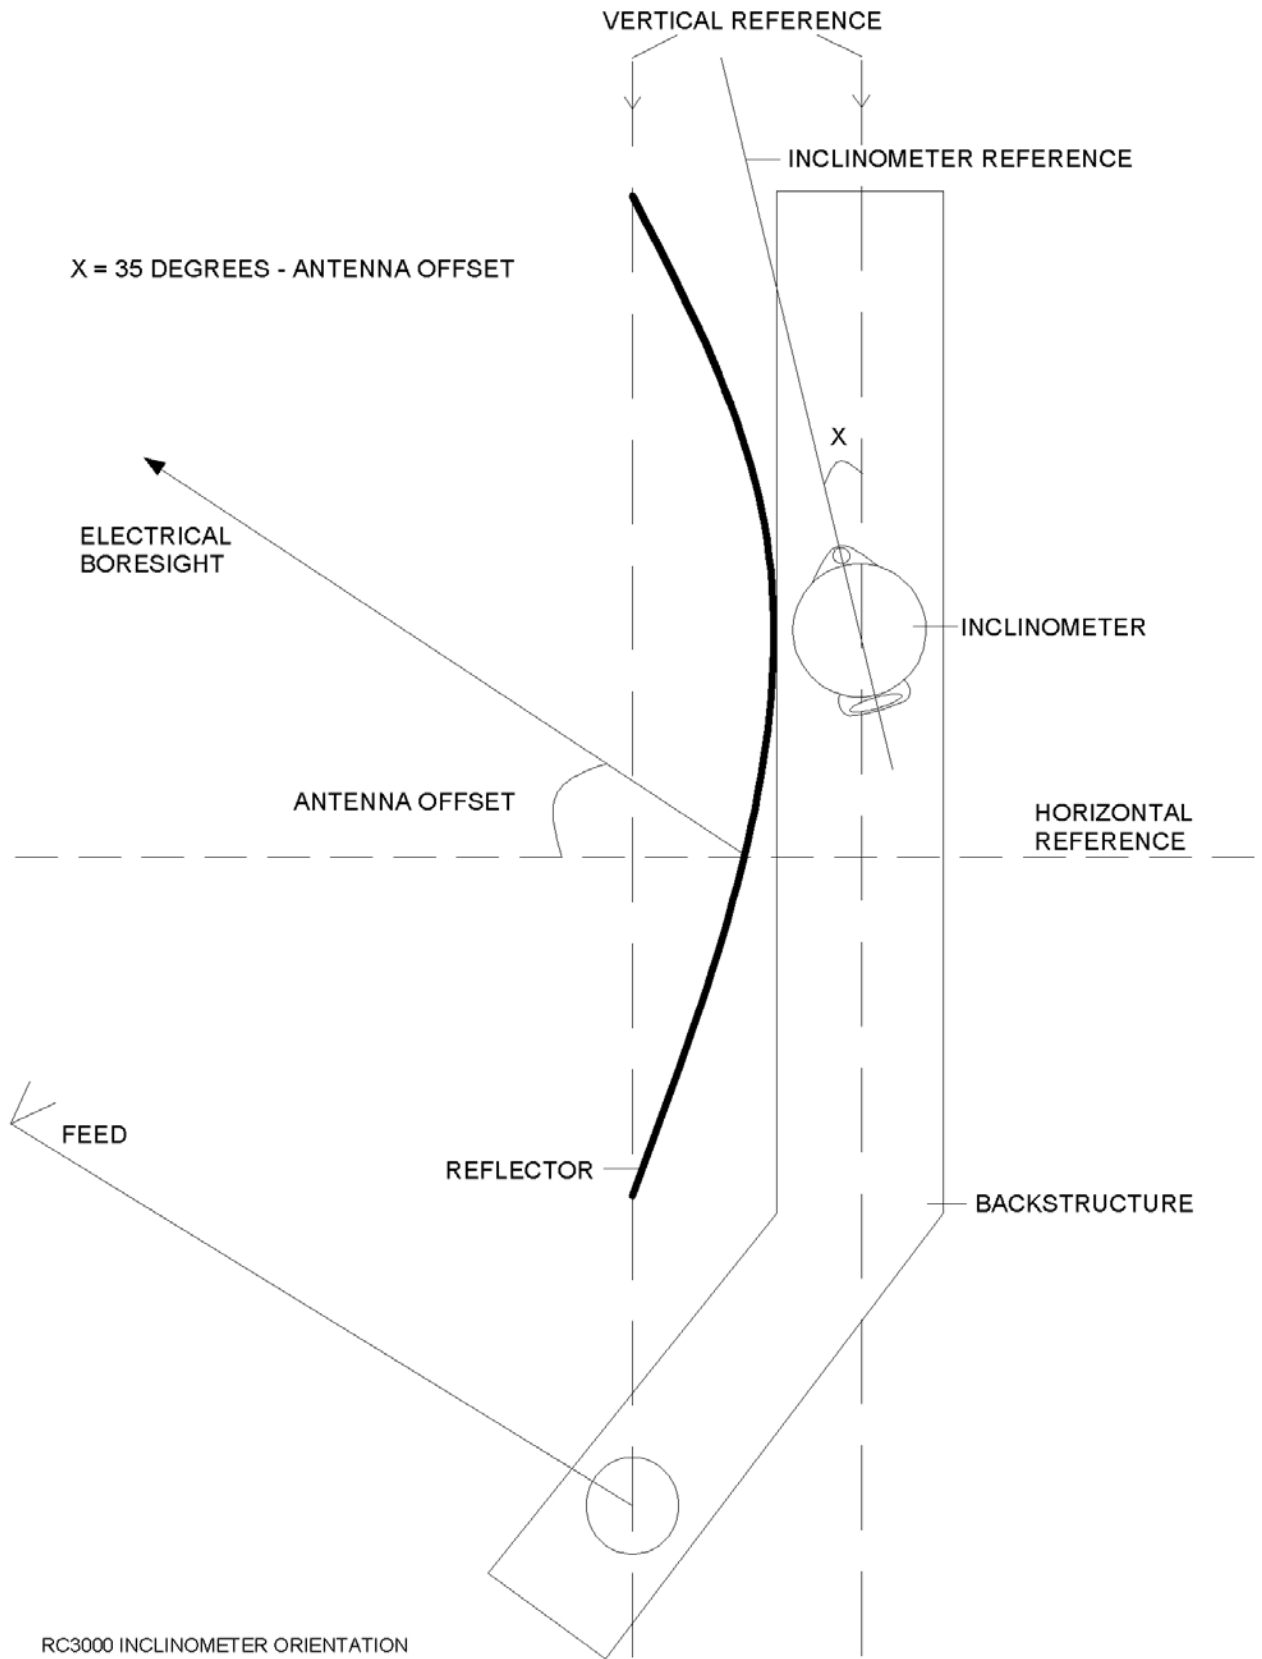 VERTICAL REFERENCE
INCLINOMETER REFERENCE
X = 35 DEGREES - ANTENNA OFFSET
X
ELECTRICAL
BORESIGHT
INCLINOMETER
ANTENNA OFFSET
HORIZONTAL
REFERENCE
FEED
REFLECTOR
BACKSTRUCTURE
RC3000 INCLINOMETER ORIENTATION